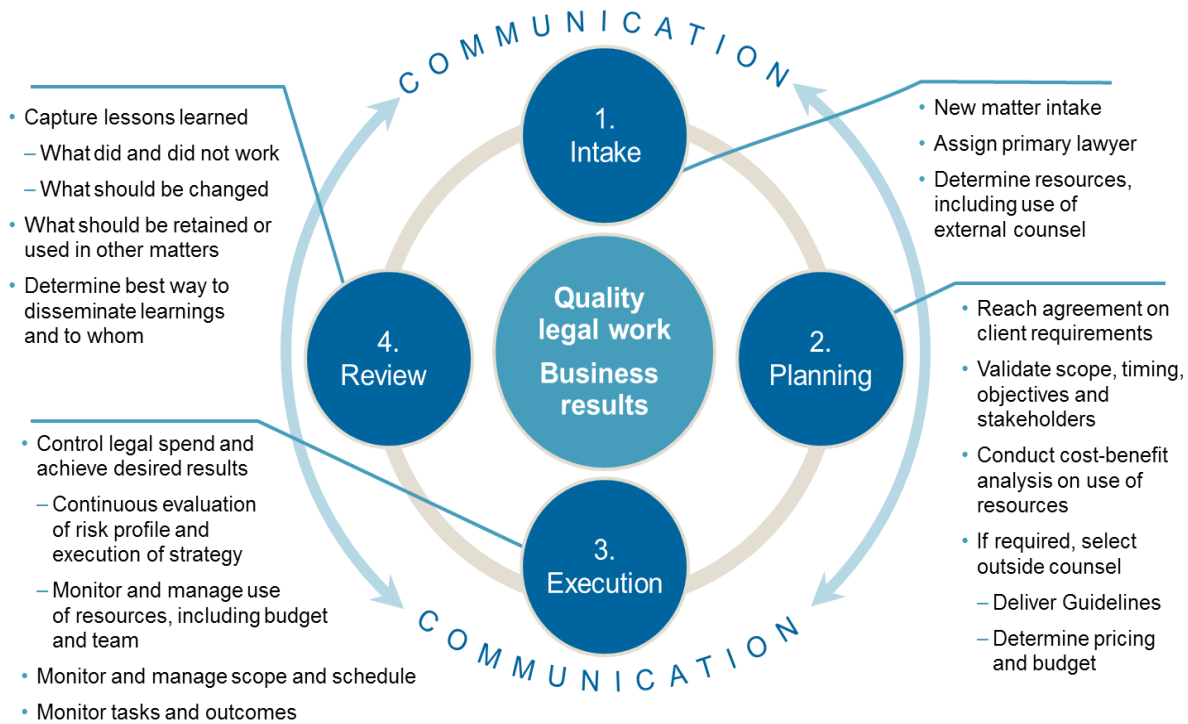 COMMUNICATION
1.
Intake
• New matter intake
• Assign primary lawyer
• Determine resources,
including use of
external counsel
2.
Planning
• Reach agreement on
client requirements
• Validate scope, timing,
objectives and
stakeholders
• Conduct cost-benefit
analysis on use of
resources
• If required, select
outside counsel
– Deliver Guidelines
– Determine pricing
and budget
3.
Execution
• Control legal spend and
achieve desired results
– Continuous evaluation
of risk profile and
execution of strategy
– Monitor and manage use
of resources, including budget
and team
• Monitor and manage scope and schedule
• Monitor tasks and outcomes
4.
Review
• Capture lessons learned
– What did and did not work
– What should be changed
• What should be retained or
used in other matters
• Determine best way to
disseminate learnings
and to whom
Quality
legal work
Business
results
COMMUNICATION